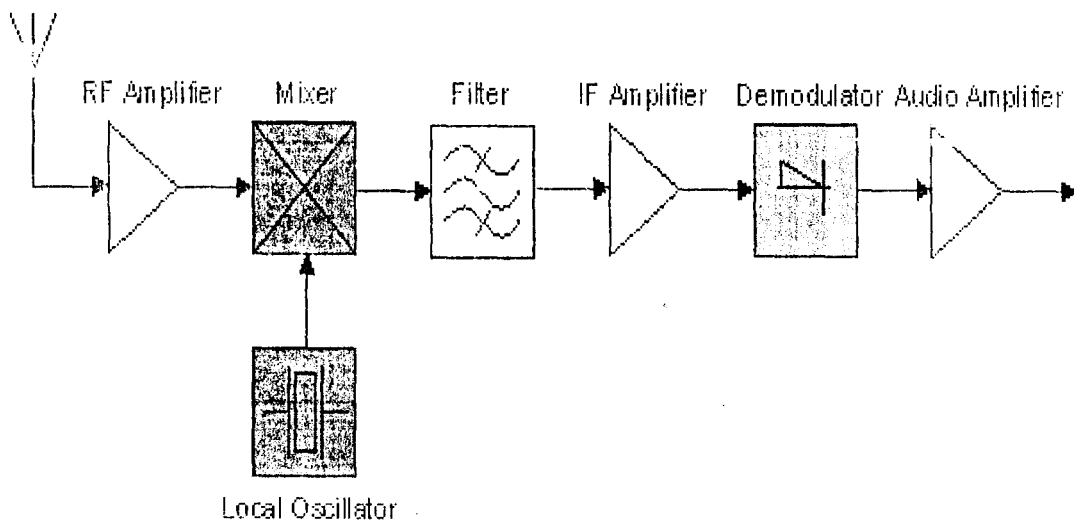 RF Amplifier
Mixer
Filter
IF Amplifier
Demodulator
Audio Amplifier
Local Oscillator